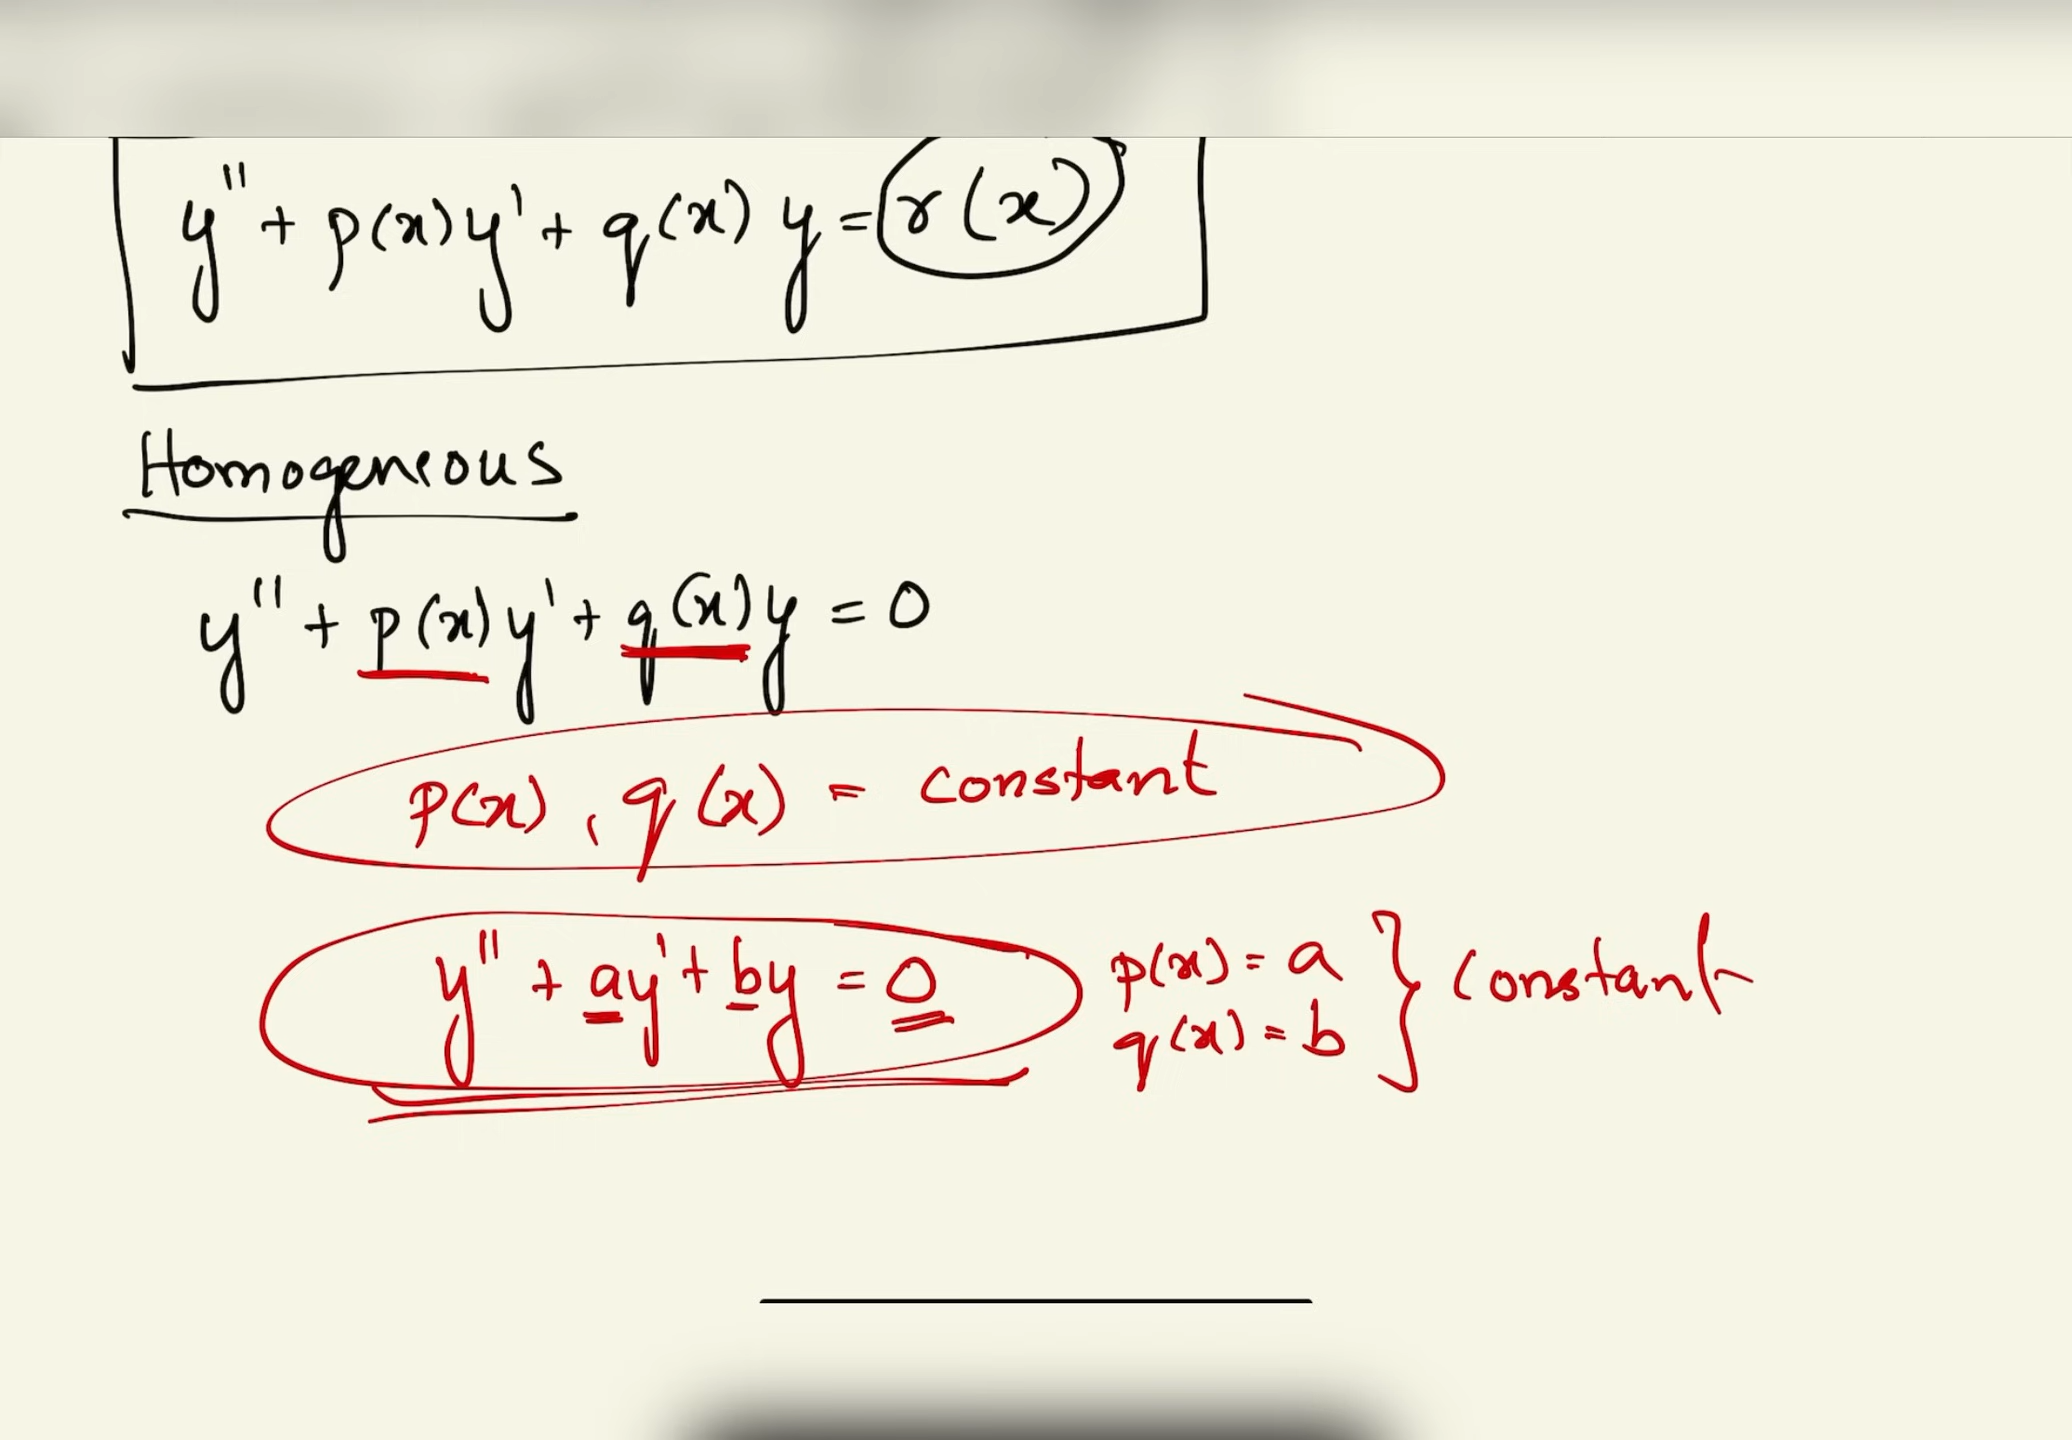 y'' + p(x)y' + q(x) y = r(x)
Homogeneous
y'' + p(x)y' + q(x)y = 0
p(x), q(x) = constant
y'' + ay' + by = 0
p(x) = a
q(x) = b } constant